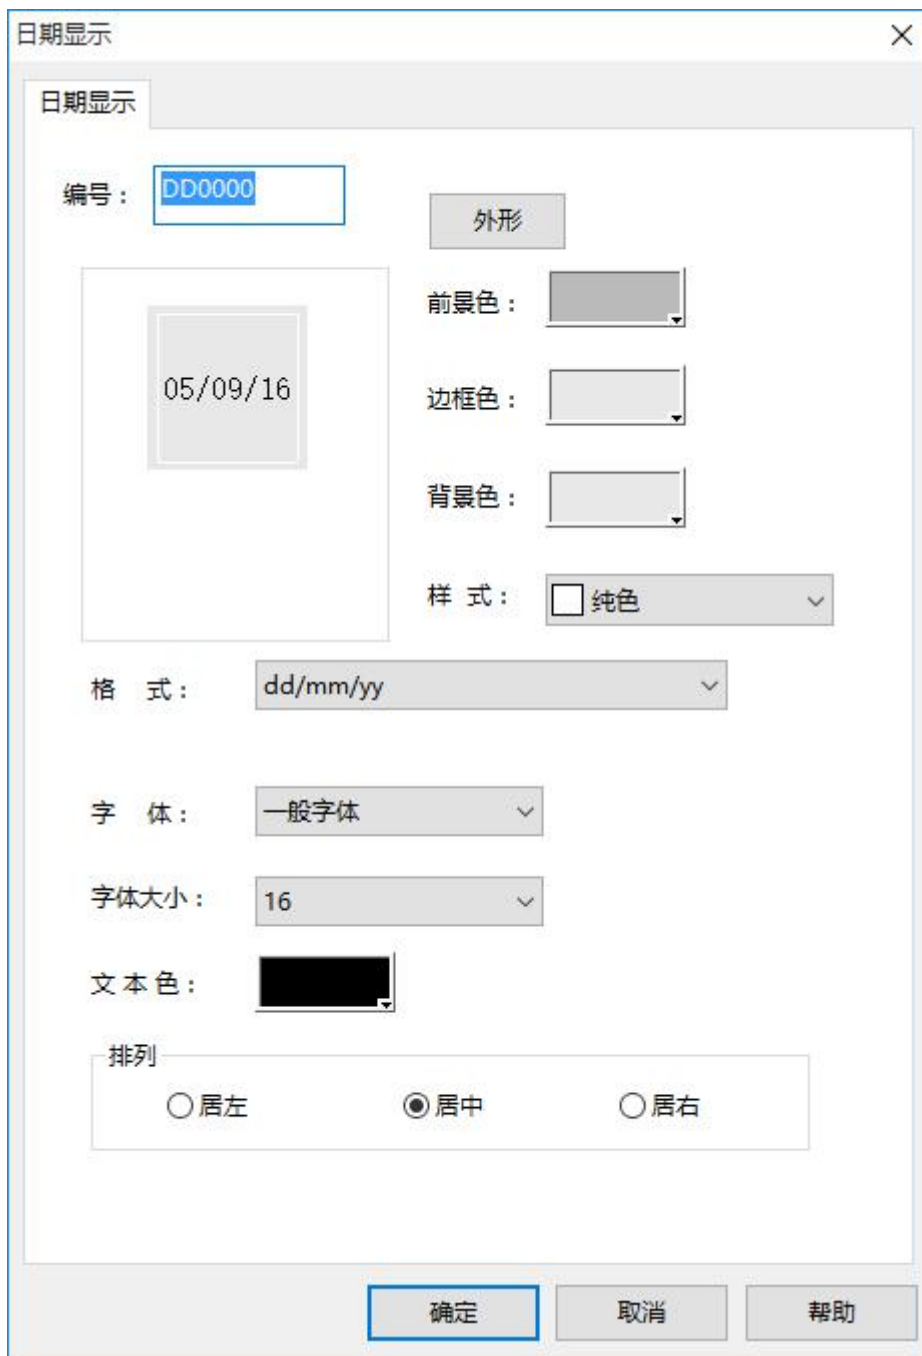 日期显示
日期显示
编号：
DD0000
外形
05/09/16
前景色：
边框色：
背景色：
样 式：
纯色
格 式：
dd/mm/yy
字 体：
一般字体
字体大小：
16
文 本 色：
排列
居左
居中
居右
确定
取消
帮助